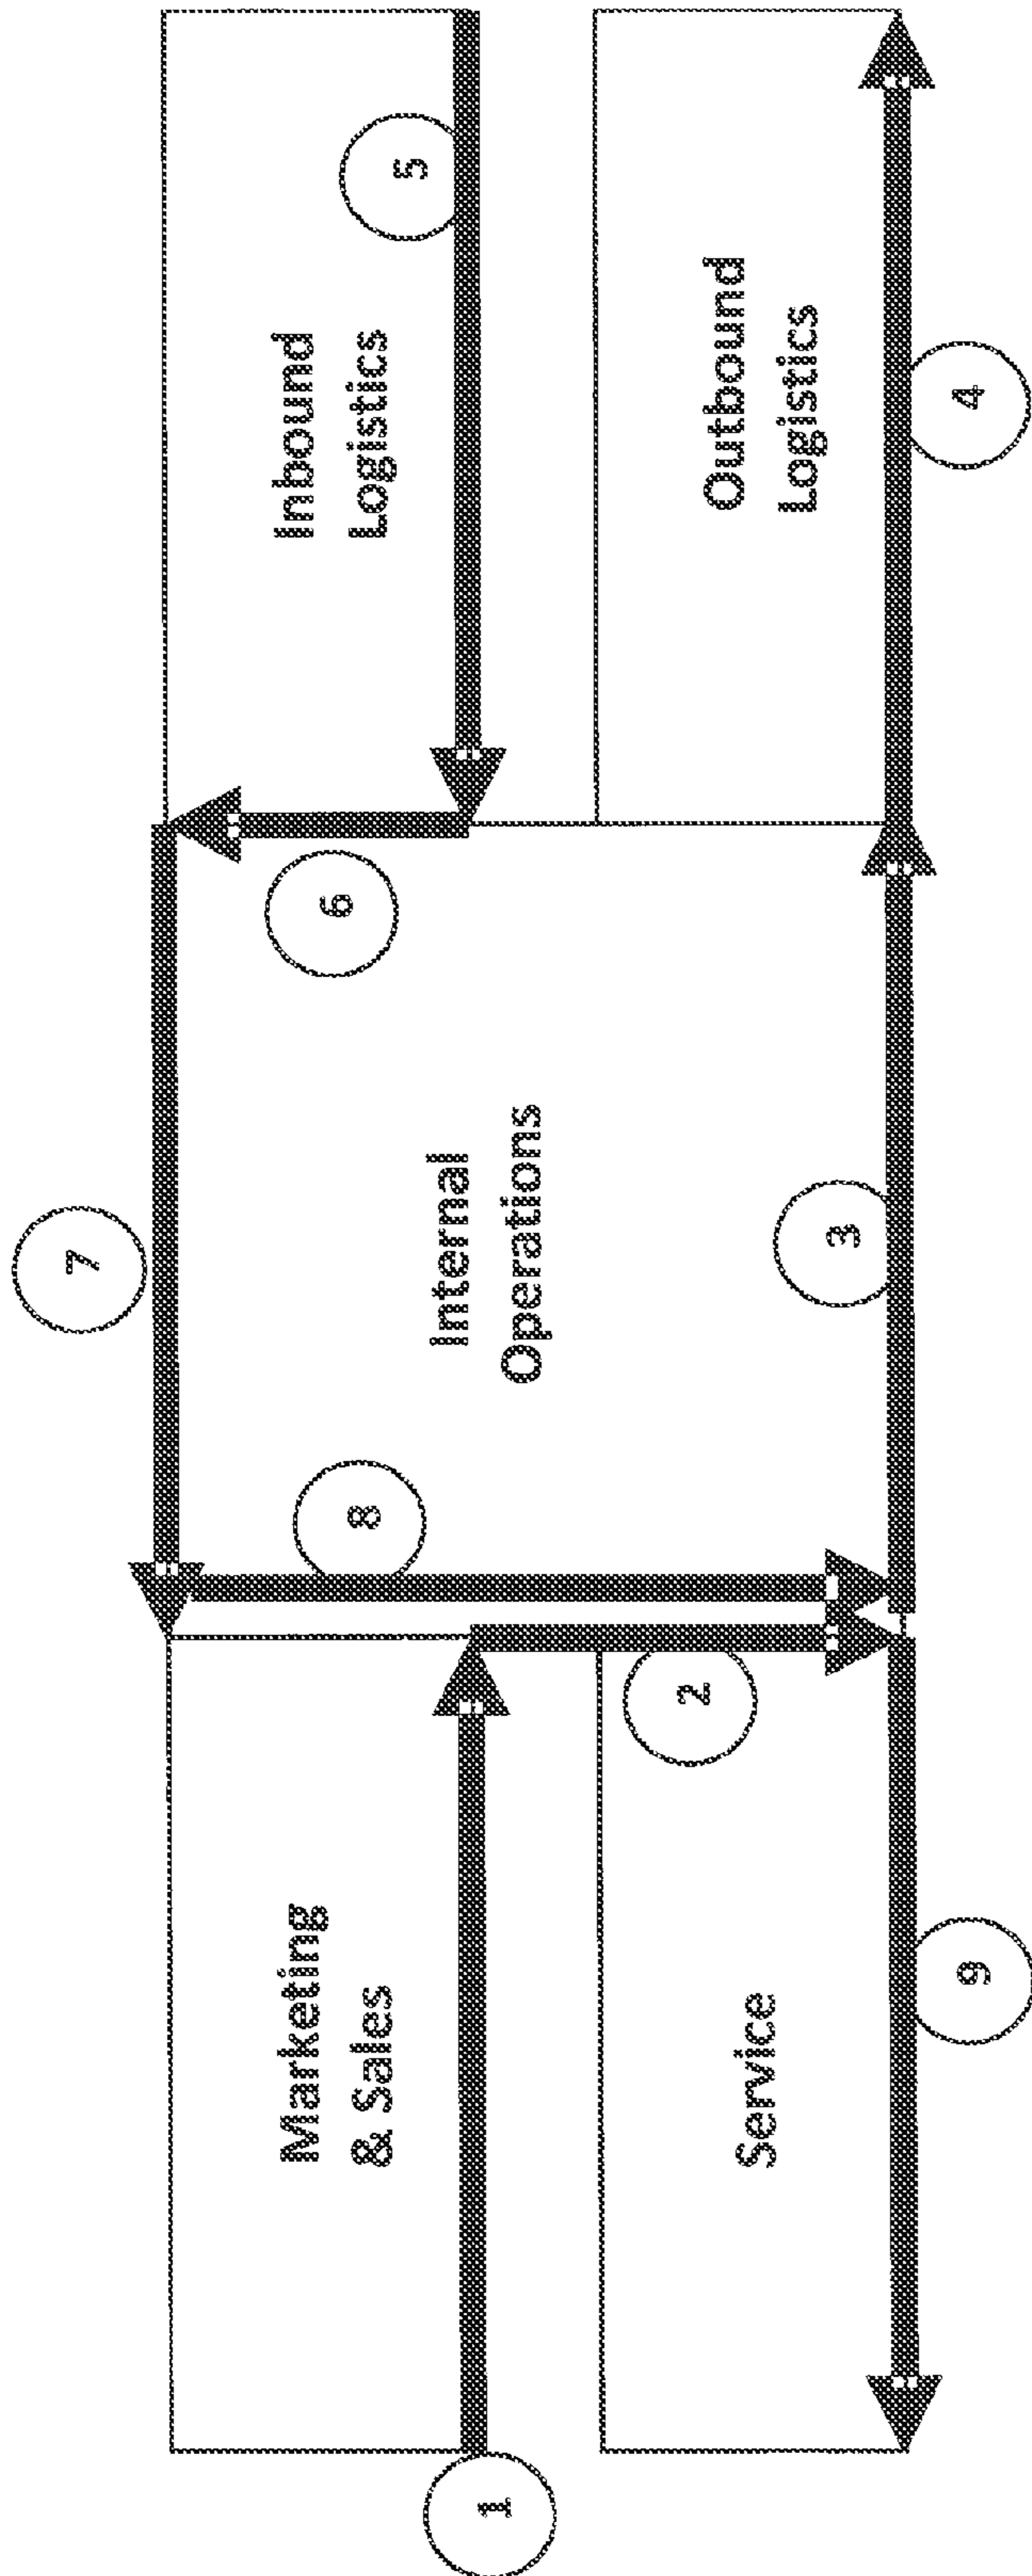 1
Marketing
& Sales
2
Service
9
7
8
Internal
Operations
3
6
5
Inbound
Logistics
Outbound
Logistics
4